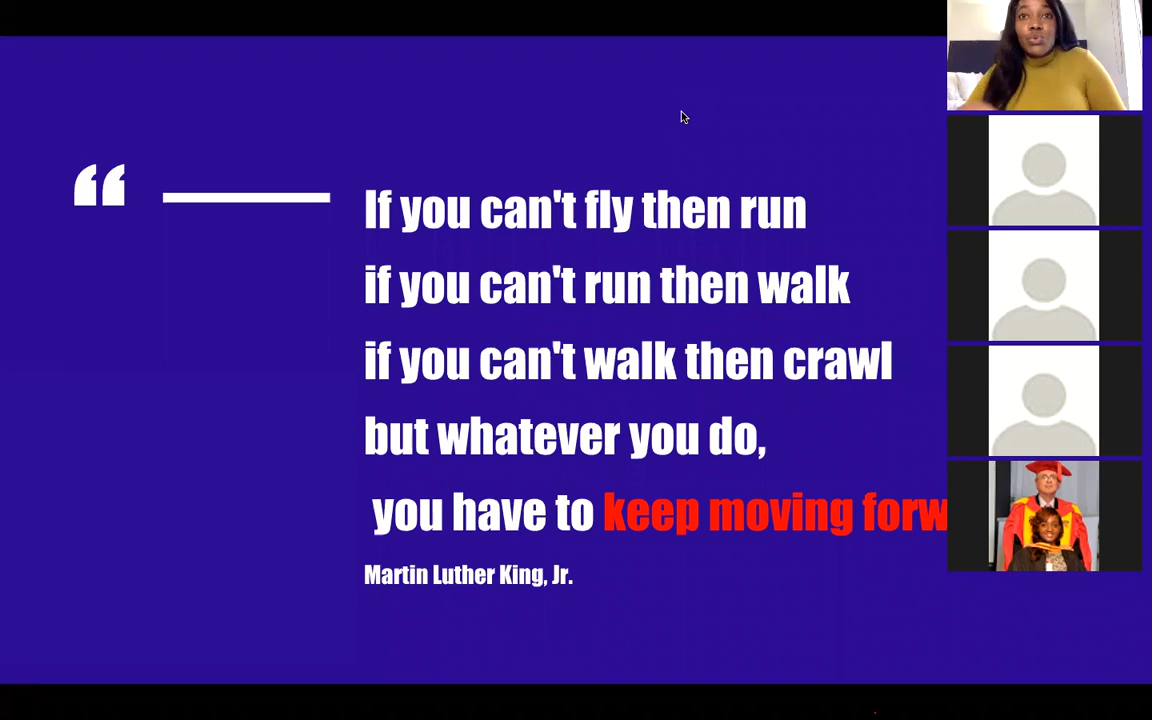 “
If you can't fly then run
if you can't run then walk
if you can't walk then crawl
but whatever you do,
you have to keep moving forw
Martin Luther King, Jr.